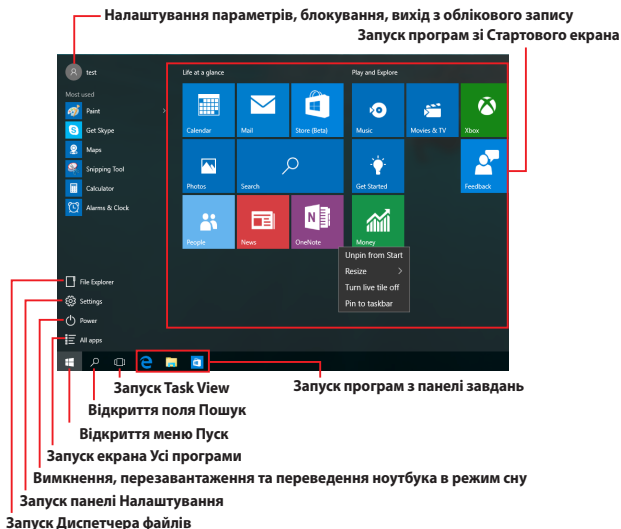 Налаштування параметрів, блокування, вихід з облікового запису
Запуск програм зі Стартового екрана
test
Life at a glance
Play and Explore
Most used
Paint
Get Skype
Maps
Snipping Tool
Calculator
Alarms & Clock
Calendar
Mail
Store (Beta)
Music
Movies & TV
Xbox
Photos
Search
Get Started
Feedback
People
News
OneNote
Money
Unpin from Start
Resize
Turn live tile off
Pin to taskbar
File Explorer
Settings
Power
All apps
Запуск Task View
Запуск програм з панелі завдань
Відкриття поля Пошук
Відкриття меню Пуск
Запуск екрана Усі програми
Вимкнення, перезавантаження та переведення ноутбука в режим сну
Запуск панелі Налаштування
Запуск Диспетчера файлів